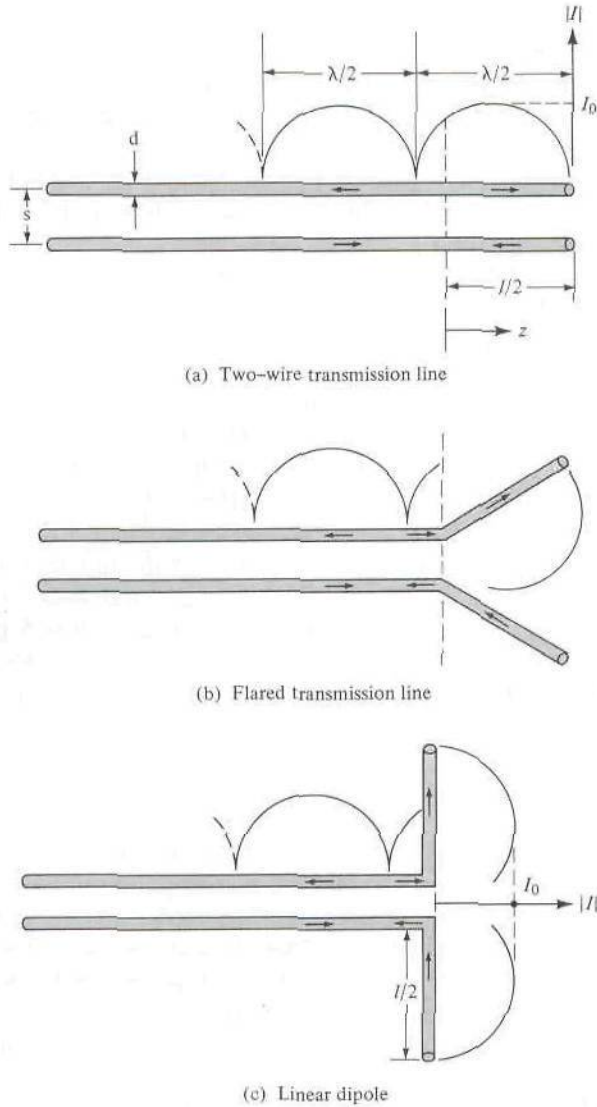 |I|
λ/2
λ/2
I₀
d
s
l/2
z
(a) Two-wire transmission line
(b) Flared transmission line
I₀
|I|
l/2
(c) Linear dipole